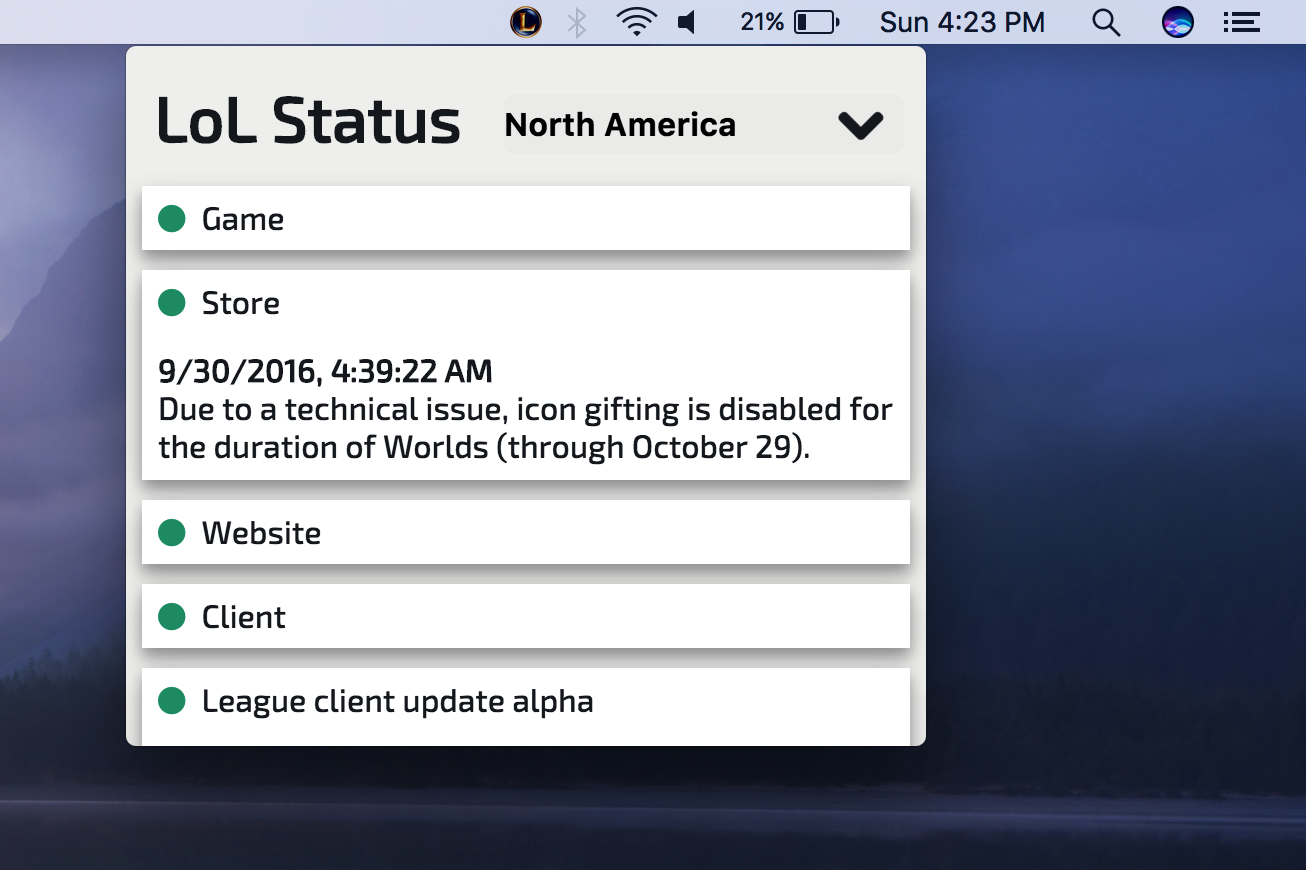 L
21%
Sun 4:23 PM
LoL Status
North America
Game
Store
9/30/2016, 4:39:22 AM
Due to a technical issue, icon gifting is disabled for
the duration of Worlds (through October 29).
Website
Client
League client update alpha